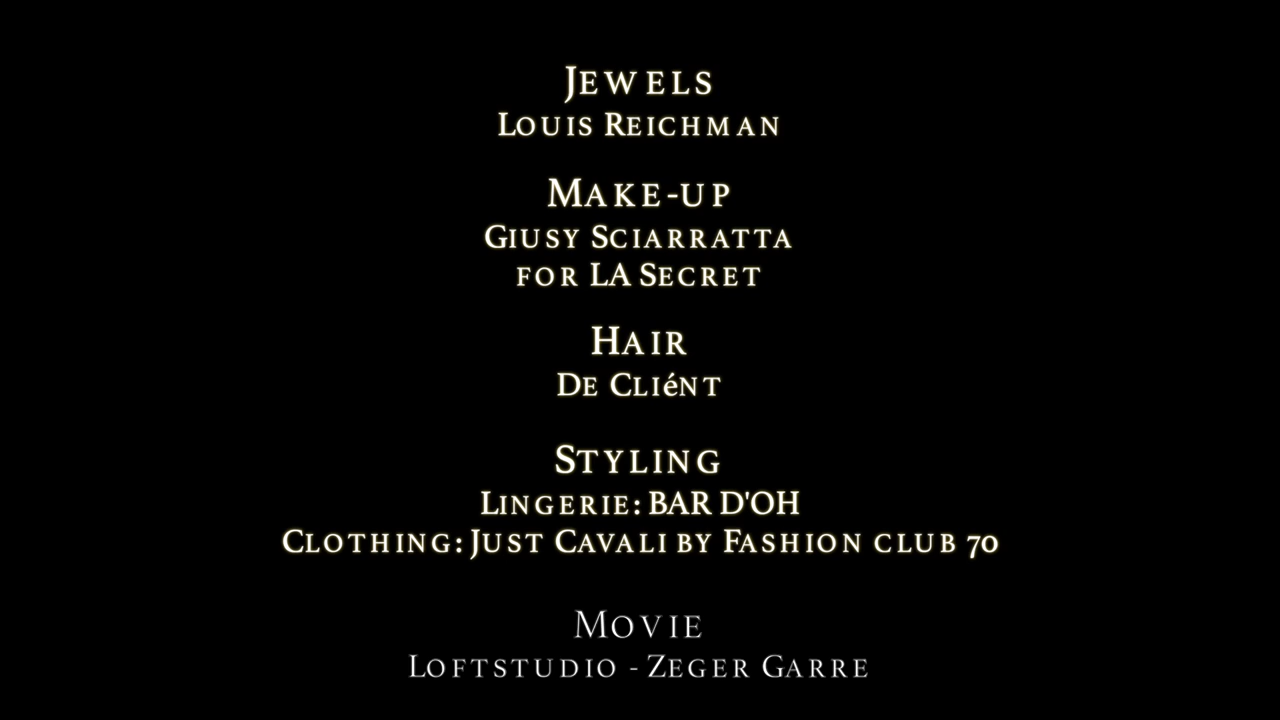 Jewels
Louis Reichman
Make-up
Giusy Sciarratta
for LA Secret
Hair
De Cliént
Styling
Lingerie: BAR D'OH
Clothing: Just Cavali by Fashion club 70
Movie
Loftstudio - Zeger Garre